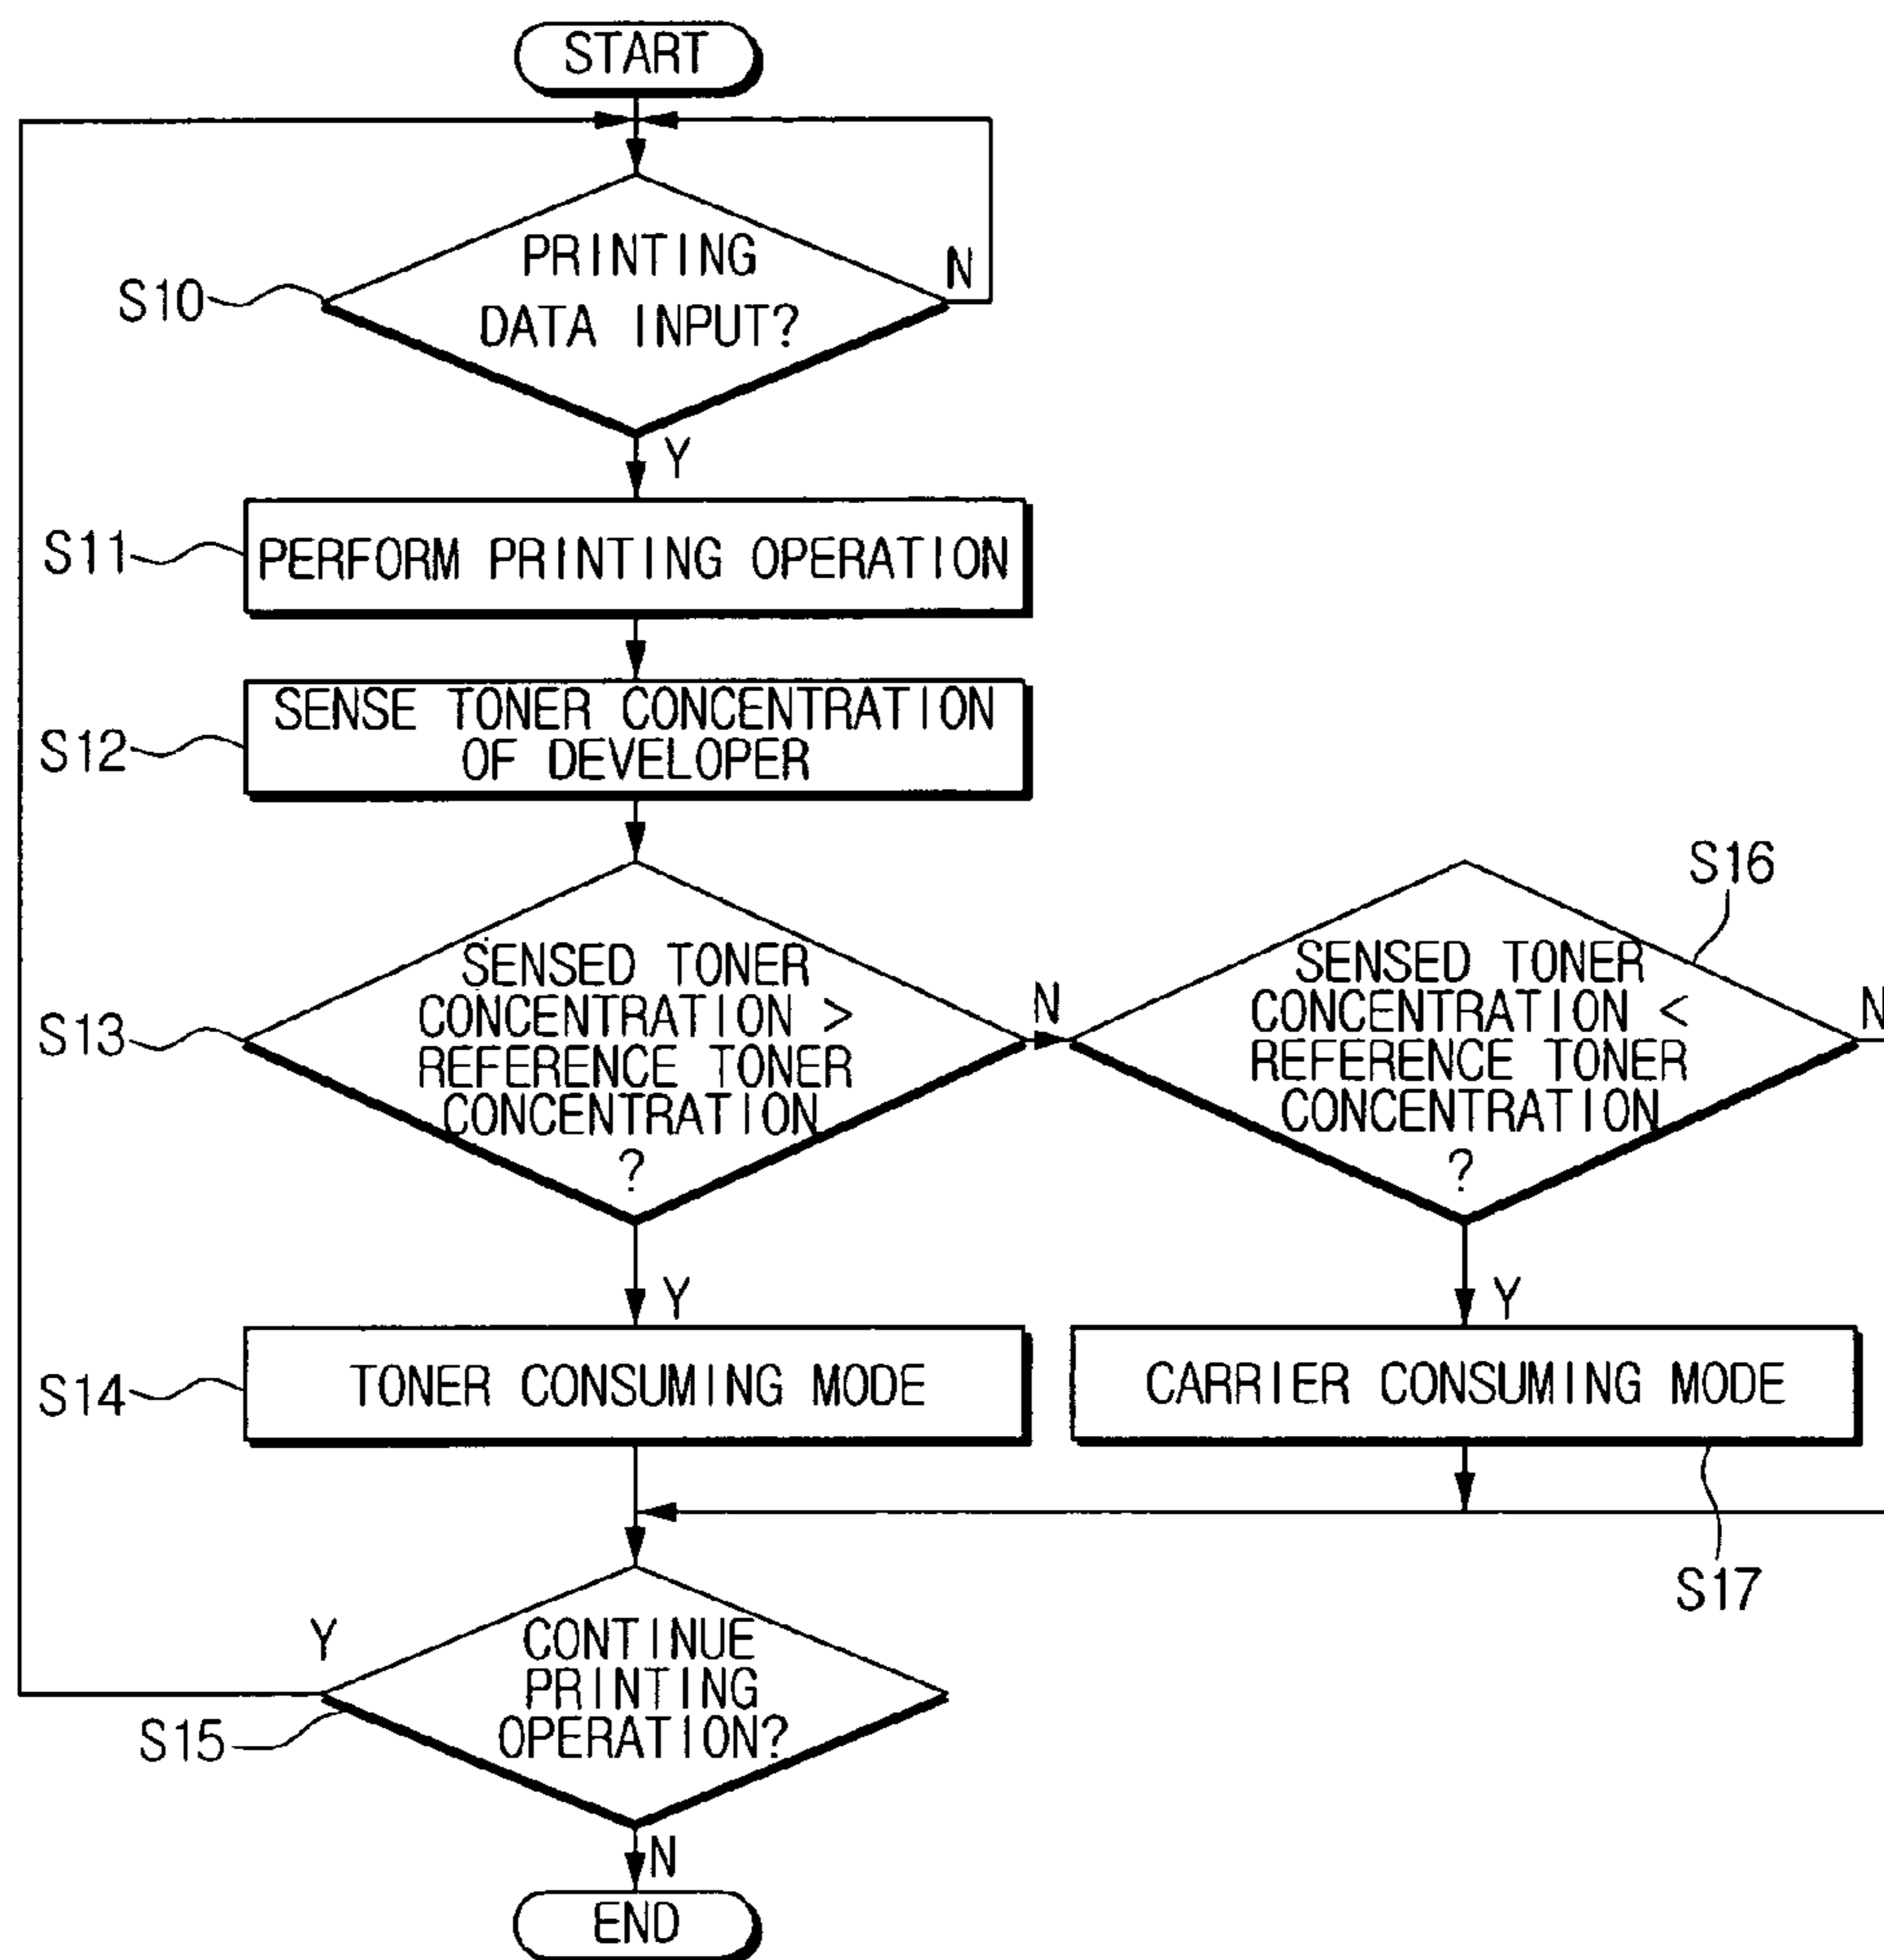 START
PRINTING
DATA INPUT?
N
S10
Y
S11
PERFORM PRINTING OPERATION
S12
SENSE TONER CONCENTRATION
OF DEVELOPER
S13
SENSED TONER
CONCENTRATION >
REFERENCE TONER
CONCENTRATION
?
N
S16
SENSED TONER
CONCENTRATION <
REFERENCE TONER
CONCENTRATION
?
N
Y
Y
S14
TONER CONSUMING MODE
CARRIER CONSUMING MODE
S17
Y
CONTINUE
PRINTING
OPERATION?
S15
N
END